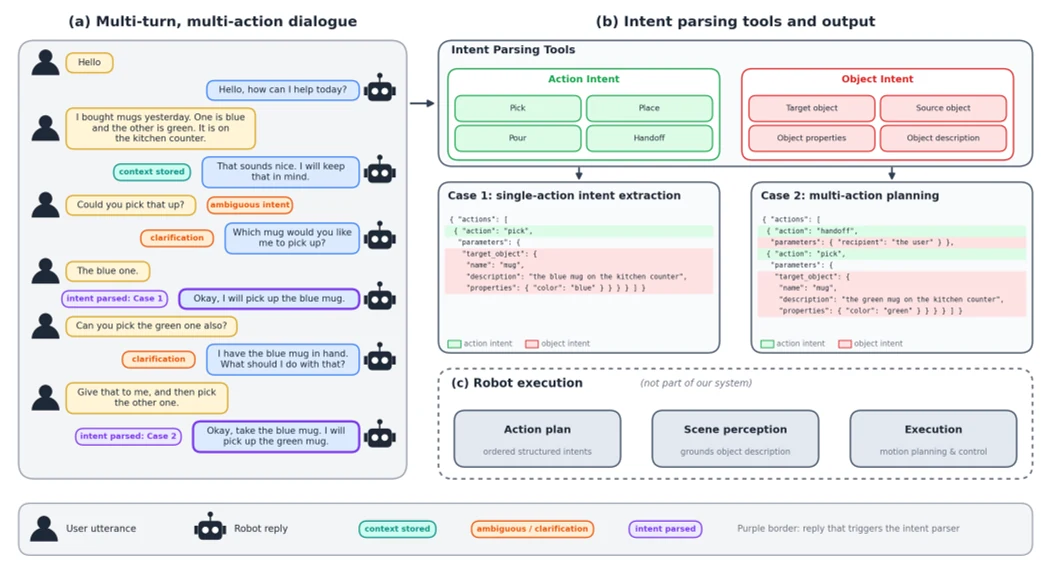 (a) Multi-turn, multi-action dialogue
Hello
Hello, how can I help today?
I bought mugs yesterday. One is blue
and the other is green. It is on
the kitchen counter.
context stored
That sounds nice. I will keep
that in mind.
Could you pick that up?
ambiguous intent
clarification
Which mug would you like
me to pick up?
The blue one.
intent parsed: Case 1
Okay, I will pick up the blue mug.
Can you pick the green one also?
clarification
I have the blue mug in hand.
What should I do with that?
Give that to me, and then pick
the other one.
intent parsed: Case 2
Okay, take the blue mug. I will
pick up the green mug.
(b) Intent parsing tools and output
Intent Parsing Tools
Action Intent
Pick
Place
Pour
Handoff
Object Intent
Target object
Source object
Object properties
Object description
Case 1: single-action intent extraction
{ "actions": [
{ "action": "pick",
"parameters": {
"target_object": {
"name": "mug",
"description": "the blue mug on the kitchen counter",
"properties": { "color": "blue" } } } } ] }
action intent
object intent
Case 2: multi-action planning
{ "actions": [
{ "action": "handoff",
"parameters": { "recipient": "the user" } },
{ "action": "pick",
"parameters": {
"target_object": {
"name": "mug",
"description": "the green mug on the kitchen counter",
"properties": { "color": "green" } } } } ] }
action intent
object intent
(c) Robot execution
(not part of our system)
Action plan
ordered structured intents
Scene perception
grounds object description
Execution
motion planning & control
User utterance
Robot reply
context stored
ambiguous / clarification
intent parsed
Purple border: reply that triggers the intent parser